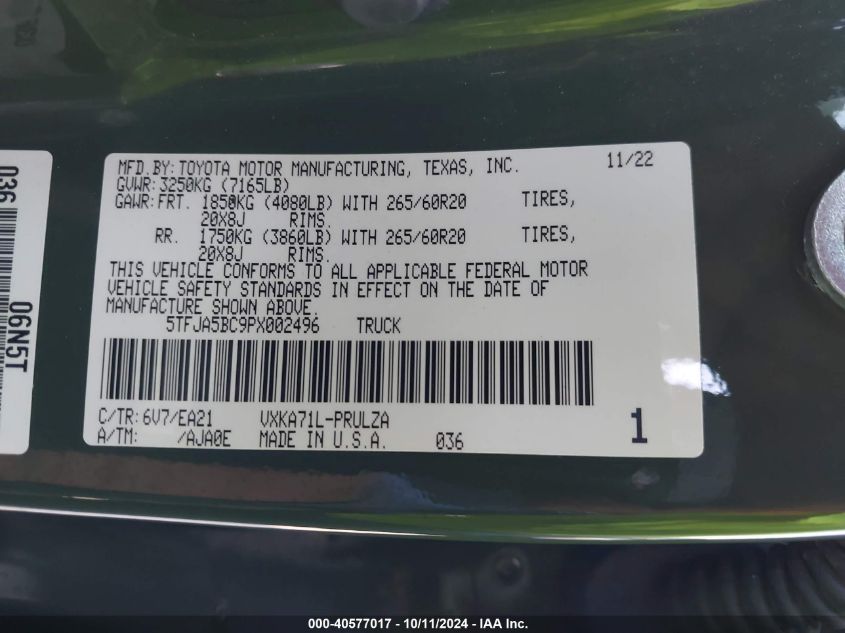 MFD.BY: TOYOTA MOTOR MANUFACTURING, TEXAS, INC. 11/22
GVWR: 3250KG (7165LB)
GAWR: FRT. 1850KG (4080LB) WITH 265/60R20 TIRES,
20X8J RIMS.
RR. 1750KG (3860LB) WITH 265/60R20 TIRES,
20X8J RIMS.
THIS VEHICLE CONFORMS TO ALL APPLICABLE FEDERAL MOTOR
VEHICLE SAFETY STANDARDS IN EFFECT ON THE DATE OF
MANUFACTURE SHOWN ABOVE.
5TFJA5BC9PX002496 TRUCK
C/TR: 6V7/EA21 VXKA71L-PRULZA
A/TM: /AJA0E MADE IN U.S.A. 036 1
036
06N5T
000-40577017 - 10/11/2024 - IAA Inc.